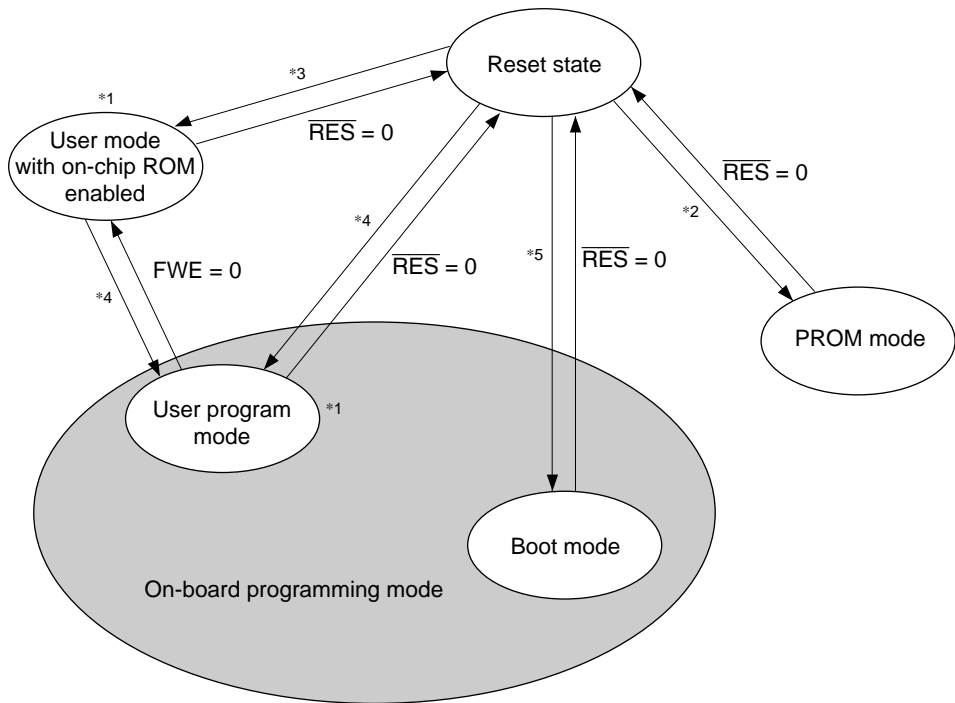 Reset state
*3
*1
RES = 0
User mode
with on-chip ROM
enabled
RES = 0
*2
*4
RES = 0
*5
RES = 0
FWE = 0
*4
PROM mode
User program
mode
*1
Boot mode
On-board programming mode